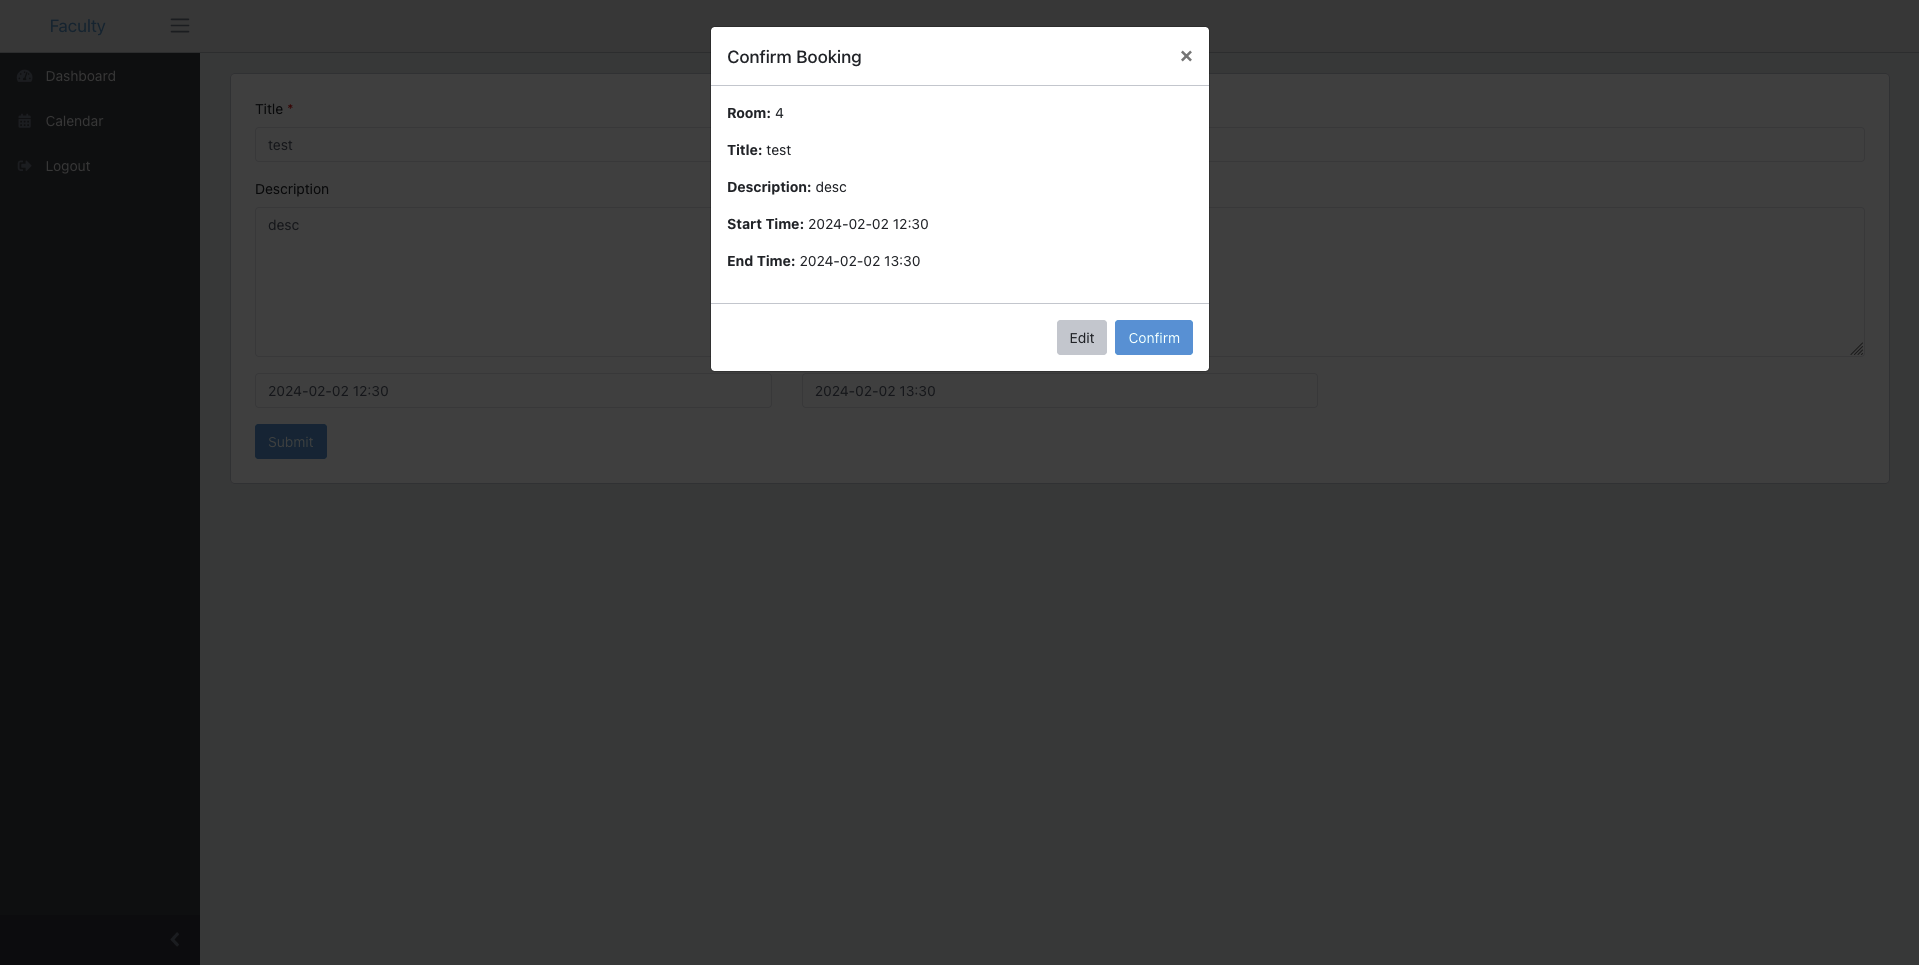 Faculty
Dashboard
Calendar
Logout
Confirm Booking
×
Room: 4
Title: test
Description: desc
Start Time: 2024-02-02 12:30
End Time: 2024-02-02 13:30
Edit
Confirm
Title *
test
Description
desc
2024-02-02 12:30
2024-02-02 13:30
Submit